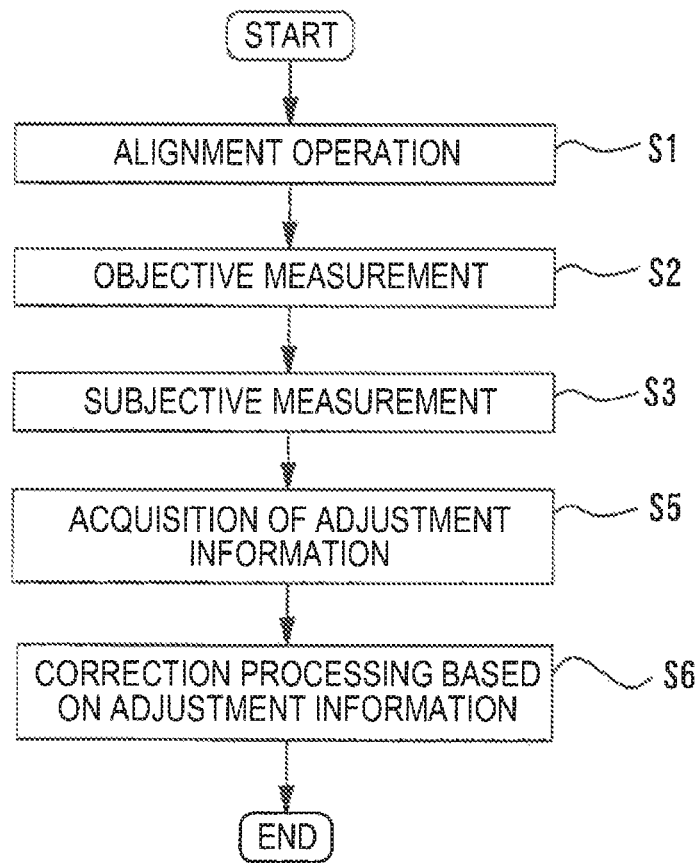 START
ALIGNMENT OPERATION S1
OBJECTIVE MEASUREMENT S2
SUBJECTIVE MEASUREMENT S3
ACQUISITION OF ADJUSTMENT S5
INFORMATION
CORRECTION PROCESSING BASED S6
ON ADJUSTMENT INFORMATION
END